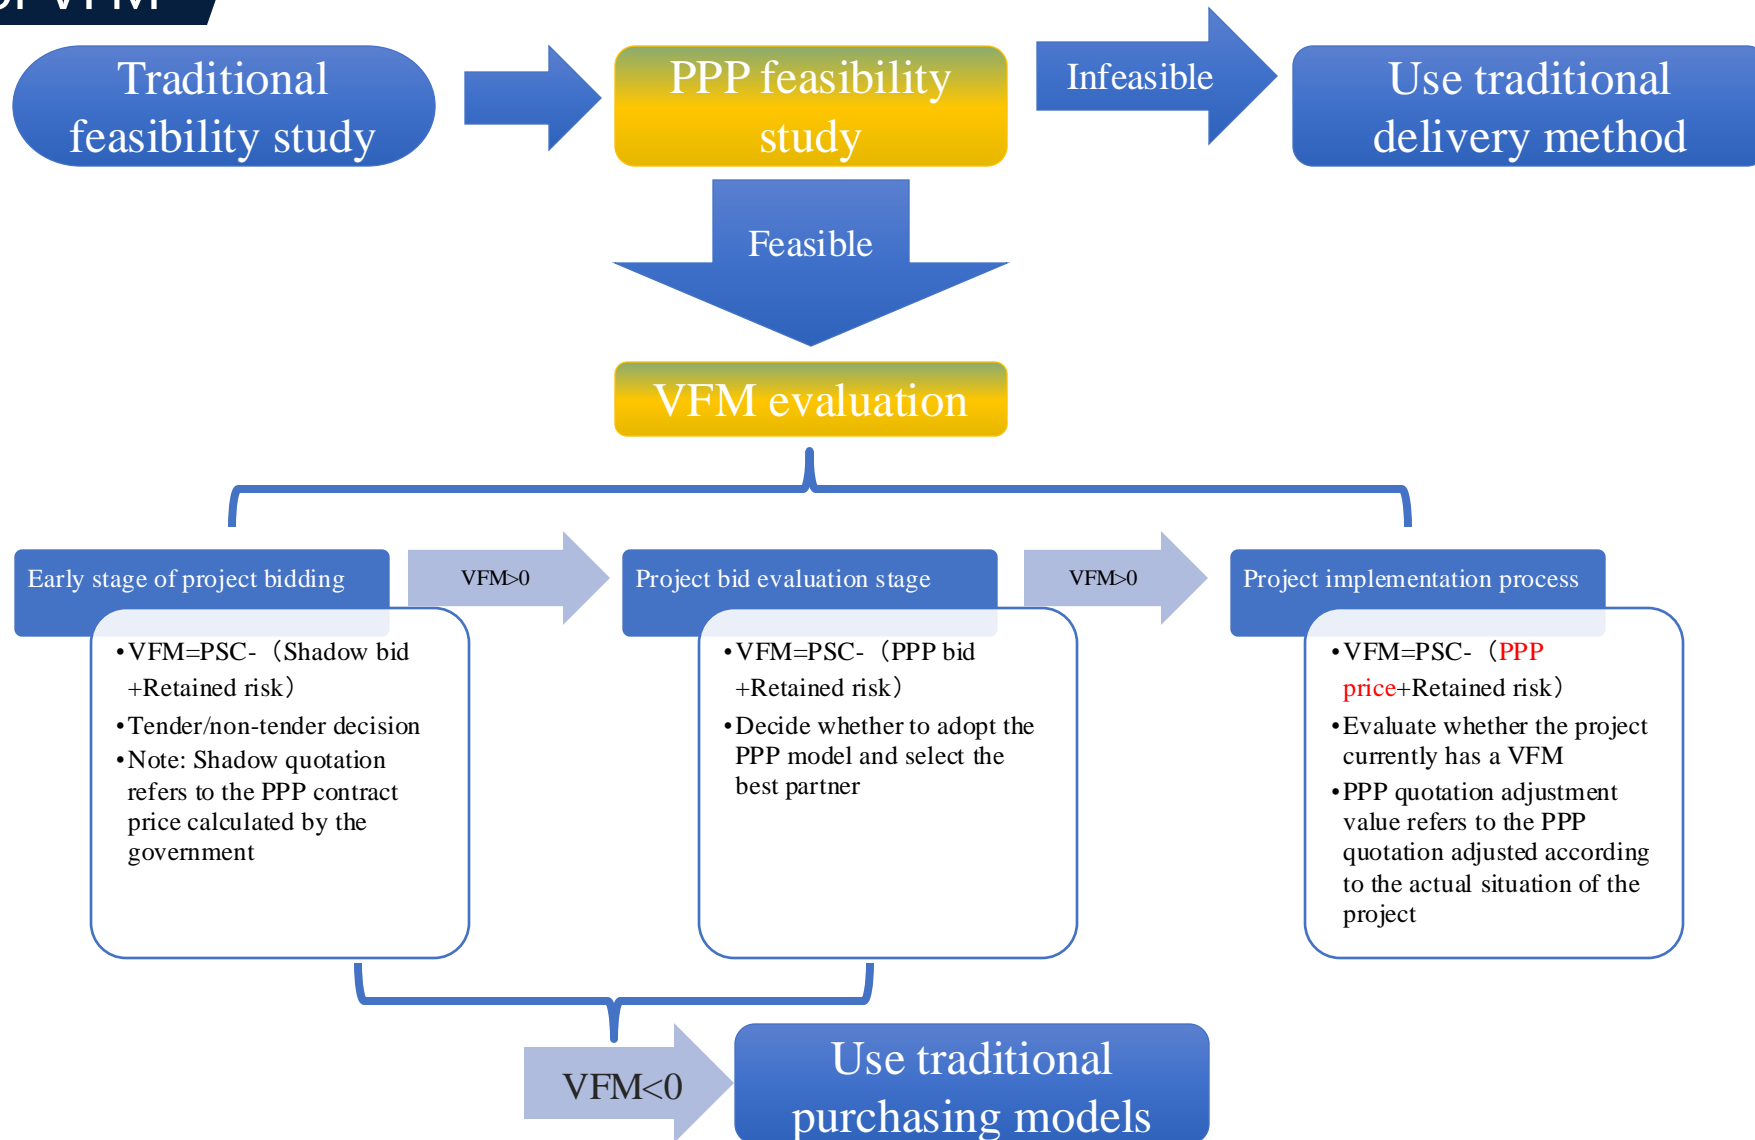 of VFM
Traditional
feasibility study
PPP feasibility
study
Infeasible
Use traditional
delivery method
Feasible
VFM evaluation
Early stage of project bidding
VFM>0
Project bid evaluation stage
VFM>0
Project implementation process
•VFM=PSC-（Shadow bid
+Retained risk）
•Tender/non-tender decision
•Note: Shadow quotation
refers to the PPP contract
price calculated by the
government
•VFM=PSC-（PPP bid
+Retained risk）
•Decide whether to adopt the
PPP model and select the
best partner
•VFM=PSC-（PPP
price+Retained risk）
•Evaluate whether the project
currently has a VFM
•PPP quotation adjustment
value refers to the PPP
quotation adjusted according
to the actual situation of the
project
VFM<0
Use traditional
purchasing models